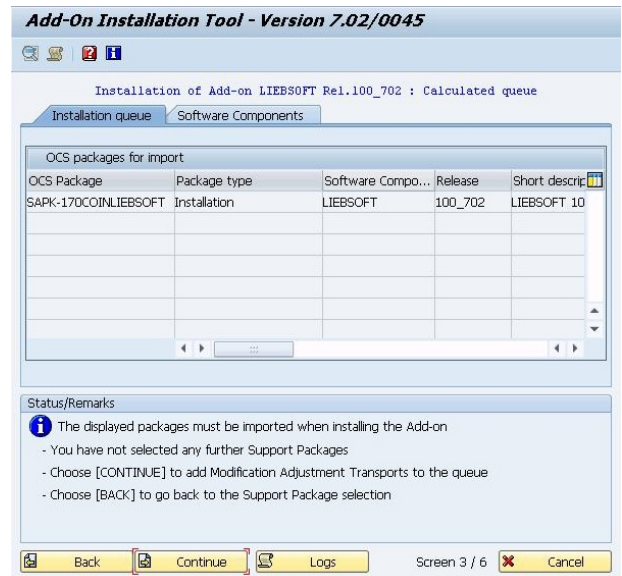 Add-On Installation Tool - Version 7.02/0045
Installation of Add-on LIEBSOFT Rel.100_702 : Calculated queue
Installation queue Software Components
OCS packages for import
OCS Package Package type Software Compo... Release Short descrip
SAPK-170COINLIEBSOFT Installation LIEBSOFT 100_702 LIEBSOFT 10
Status/Remarks
The displayed packages must be imported when installing the Add-on
- You have not selected any further Support Packages
- Choose [CONTINUE] to add Modification Adjustment Transports to the queue
- Choose [BACK] to go back to the Support Package selection
Back Continue Logs Screen 3 / 6 Cancel